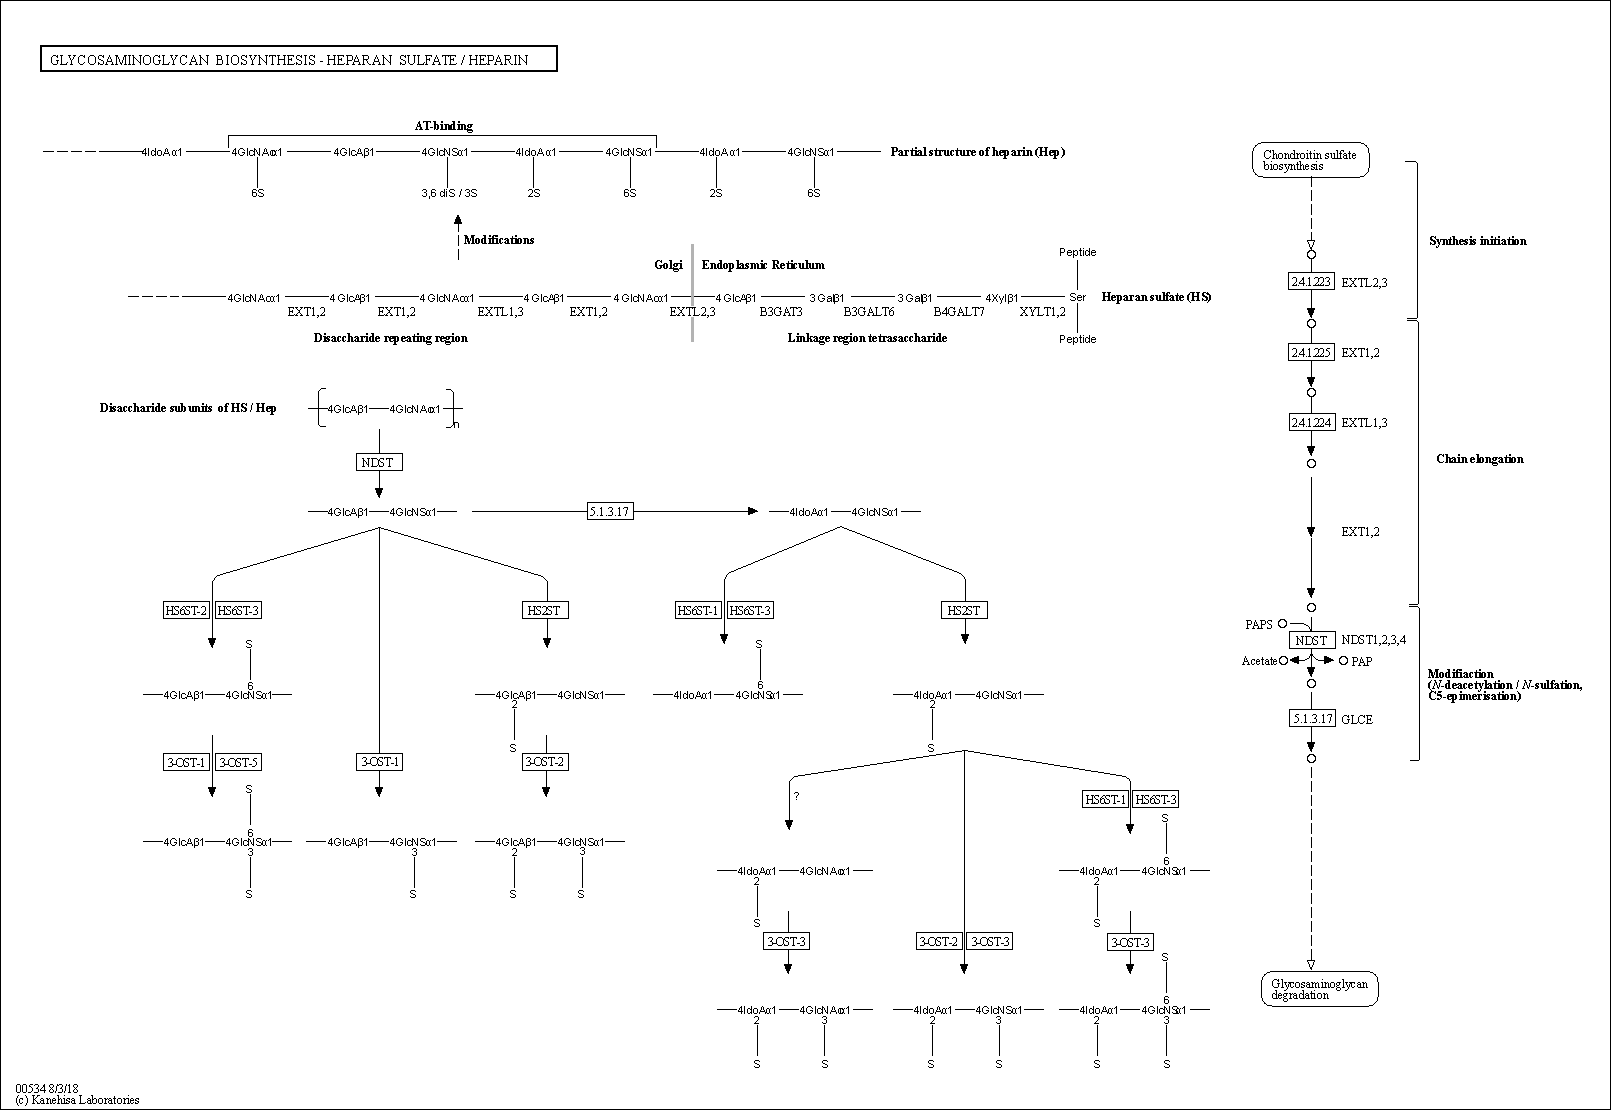 GLYCOSAMINOGLYCAN BIOSYNTHESIS - HEPARAN SULFATE / HEPARIN
AT-binding
4IdoAα1 4GlcNAα1 4GlcAβ1 4GlcNSα1 4IdoAα1 4GlcNSα1 4IdoAα1 4GlcNSα1 Partial structure of heparin (Hep)
6S 3,6 diS / 3S 2S 6S 2S 6S
Modifications
Golgi Endoplasmic Reticulum
Peptide
4GlcNAα1 4GlcAβ1 4GlcNAα1 4GlcAβ1 4GlcNAα1 4GlcAβ1 3Galβ1 3Galβ1 4Xylβ1 Ser Heparan sulfate (HS)
EXT1,2 EXT1,2 EXTL1,3 EXT1,2 EXTL2,3 B3GAT3 B3GALT6 B4GALT7 XYLT1,2
Disaccharide repeating region Linkage region tetrasaccharide Peptide
Disaccharide subunits of HS / Hep 4GlcAβ1 4GlcNAα1 n
NDST
4GlcAβ1 4GlcNSα1 5.1.3.17 4IdoAα1 4GlcNSα1
HS6ST-2 HS6ST-3 HS2ST HS6ST-1 HS6ST-3 HS2ST
S S
6 6
4GlcAβ1 4GlcNSα1 4GlcAβ1 4GlcNSα1 4IdoAα1 4GlcNSα1 4IdoAα1 4GlcNSα1
2 2
S S
3-OST-1 3-OST-5 3-OST-1 3-OST-2
S
6
4GlcAβ1 4GlcNSα1 4GlcAβ1 4GlcNSα1 4GlcAβ1 4GlcNSα1
3 3 2 3
S S S S
? HS6ST-1 HS6ST-3
S
6
4IdoAα1 4GlcNAα1 4IdoAα1 4GlcNSα1
2 2
S S
3-OST-3 3-OST-2 3-OST-3 3-OST-3
S
6
4IdoAα1 4GlcNAα1 4IdoAα1 4GlcNSα1 4IdoAα1 4GlcNSα1
2 3 2 3 2 3
S S S S S S
Chondroitin sulfate
biosynthesis
Synthesis initiation
2.4.1.223 EXTL2,3
2.4.1.225 EXT1,2
2.4.1.224 EXTL1,3
Chain elongation
EXT1,2
PAPS
NDST NDST1,2,3,4
Acetate PAP
Modifiaction
(N-deacetylation / N-sulfation,
C5-epimerisation)
5.1.3.17 GLCE
Glycosaminoglycan
degradation
00534 8/3/18
(c) Kanehisa Laboratories